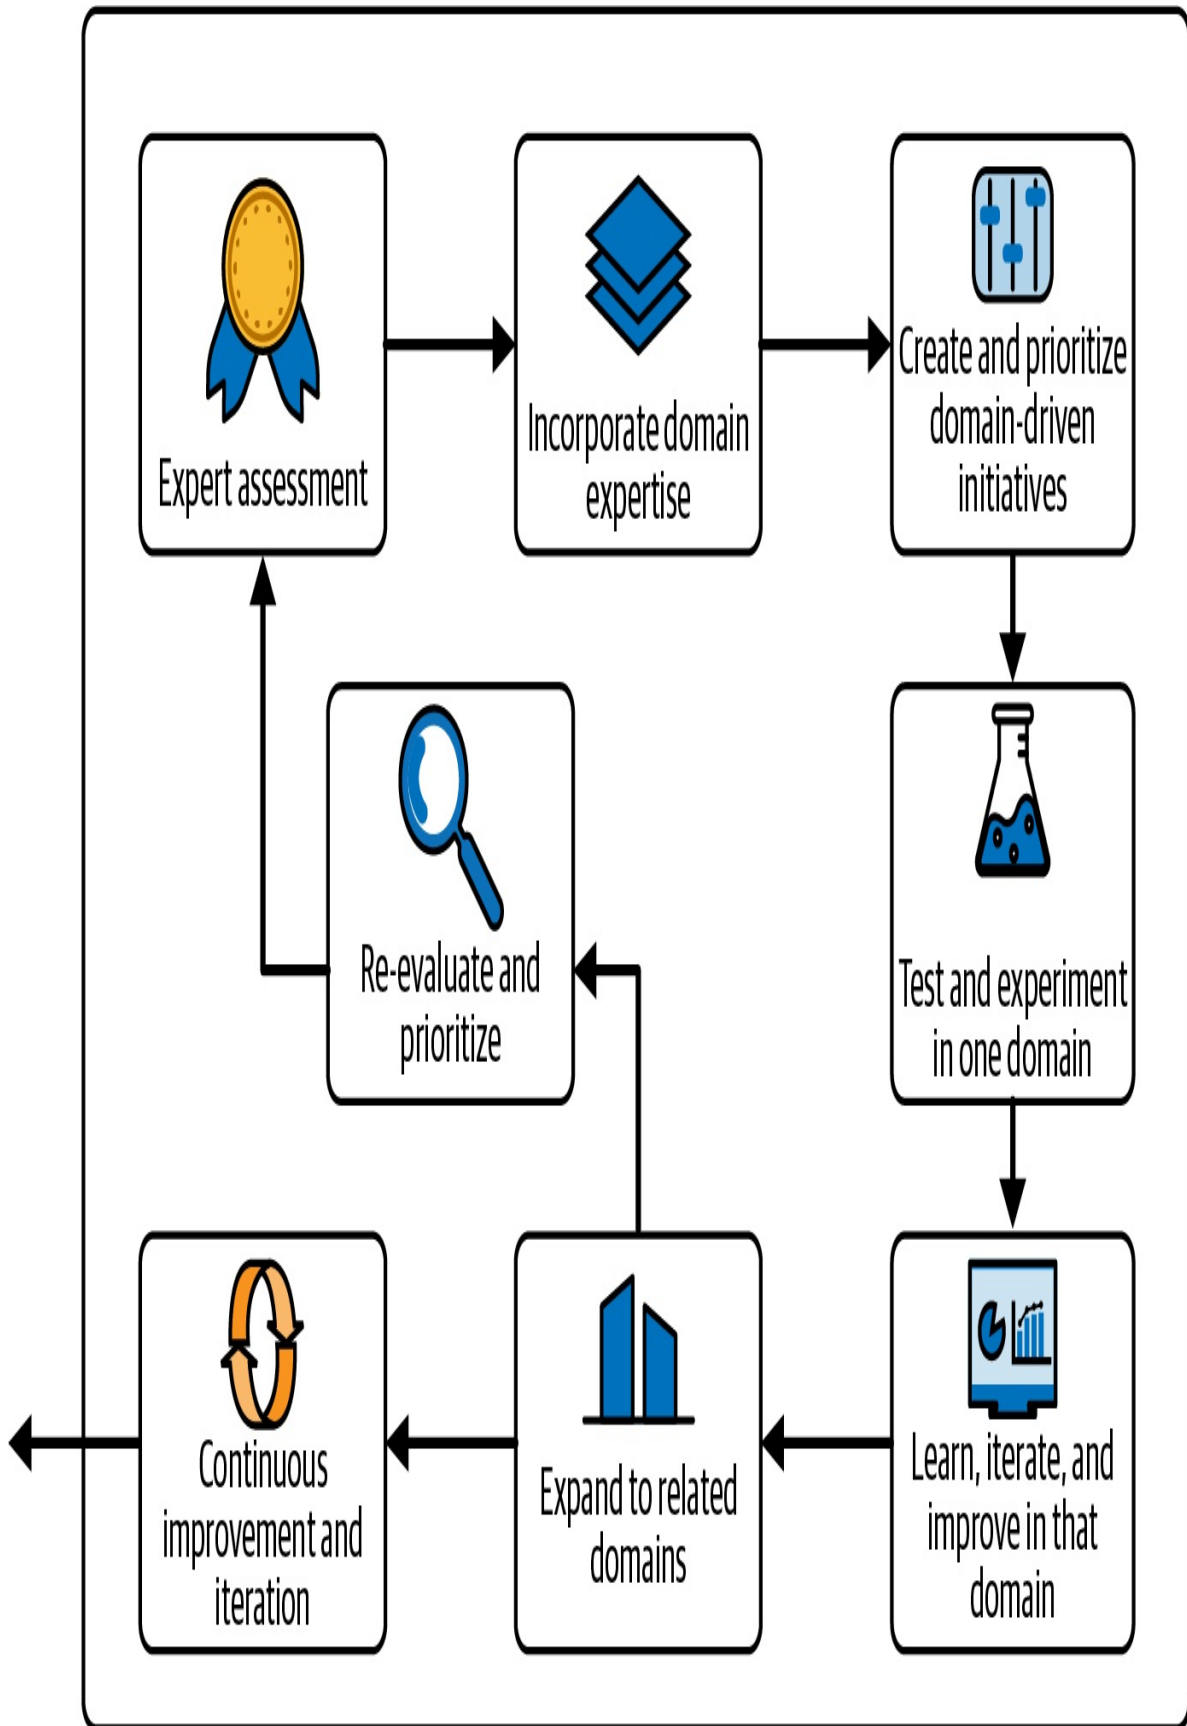 Expert assessment
Incorporate domain
expertise
Create and prioritize
domain-driven
initiatives
Re-evaluate and
prioritize
Test and experiment
in one domain
Continuous
improvement and
iteration
Expand to related
domains
Learn, iterate, and
improve in that
domain